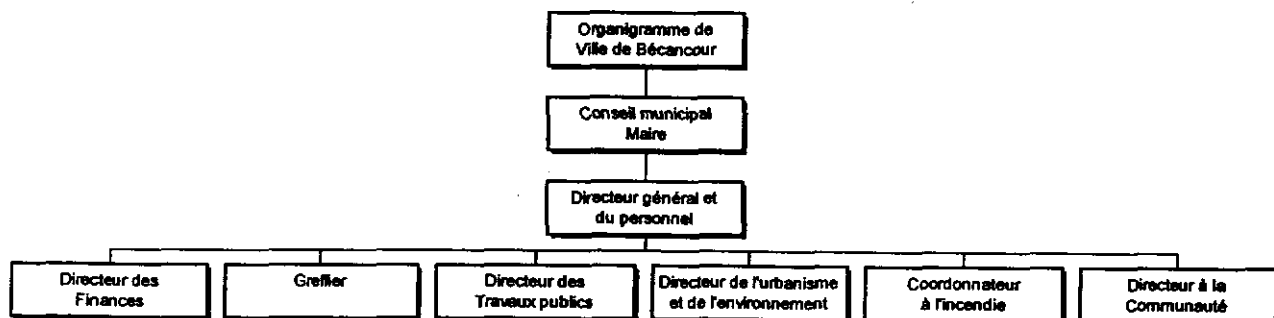 Organigramme de
Ville de Bécancour
Conseil municipal
Maire
Directeur général et
du personnel
Directeur des
Finances
Greffier
Directeur des
Travaux publics
Directeur de l'urbanisme
et de l'environnement
Coordonnateur
à l'incendie
Directeur à la
Communauté